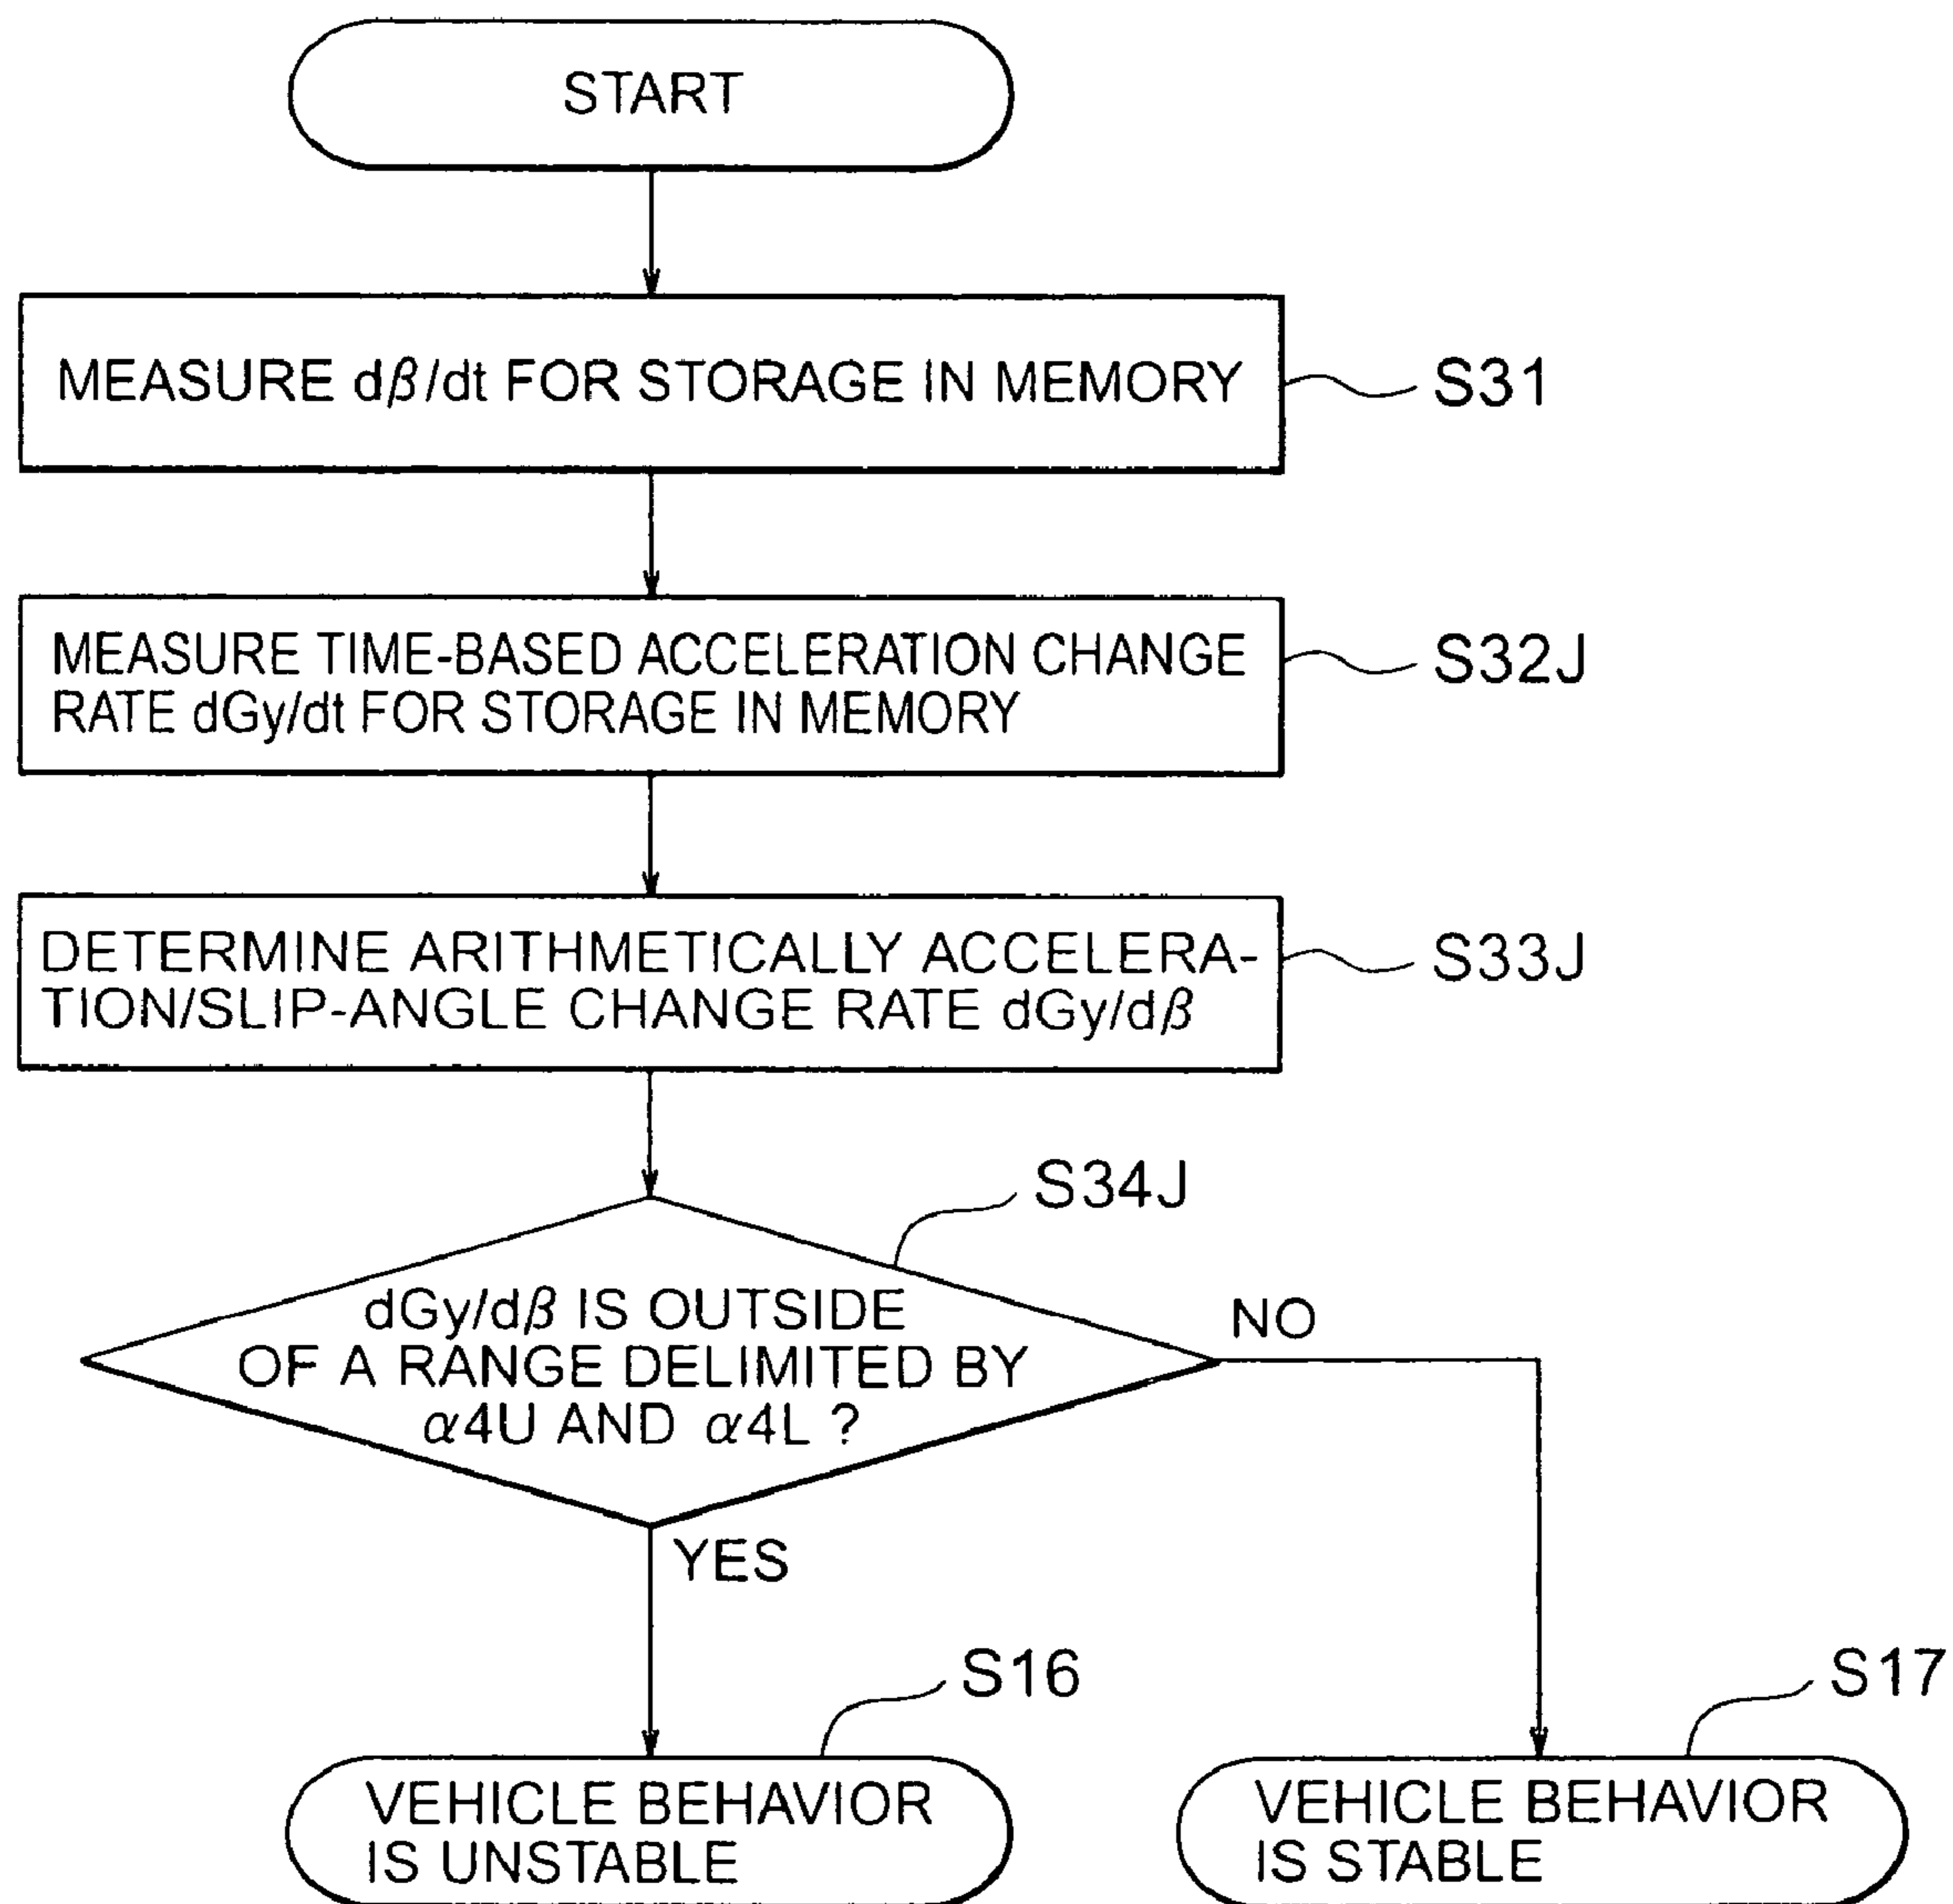 START
MEASURE dβ/dt FOR STORAGE IN MEMORY
S31
MEASURE TIME-BASED ACCELERATION CHANGE
RATE dGy/dt FOR STORAGE IN MEMORY
S32J
DETERMINE ARITHMETICALLY ACCELERA-
TION/SLIP-ANGLE CHANGE RATE dGy/dβ
S33J
S34J
dGy/dβ IS OUTSIDE
OF A RANGE DELIMITED BY
α4U AND α4L ?
NO
YES
S16
VEHICLE BEHAVIOR
IS UNSTABLE
S17
VEHICLE BEHAVIOR
IS STABLE